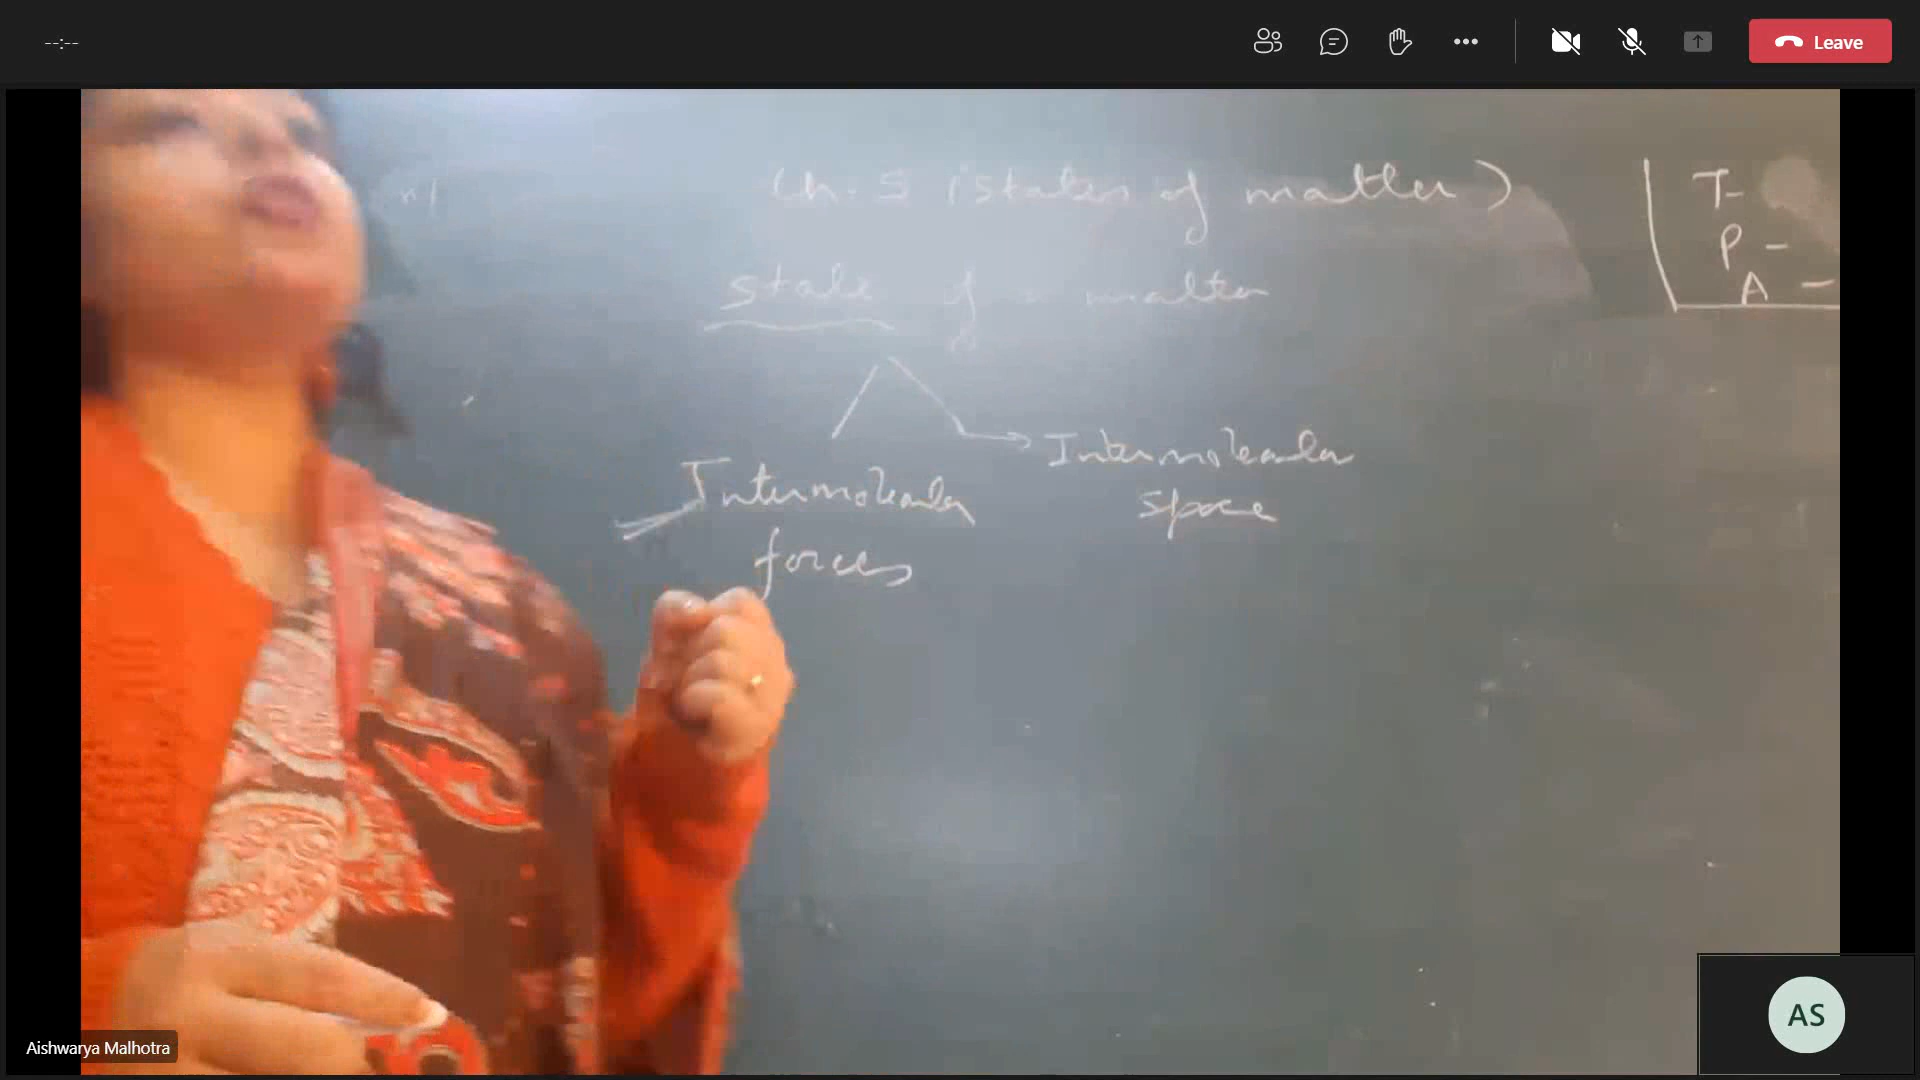 --:--
Leave
Ch. 5 (States of matter)
T-
P -
A -
state of a matter
Intermolecular
space
Intermolecular
forces
Aishwarya Malhotra
AS